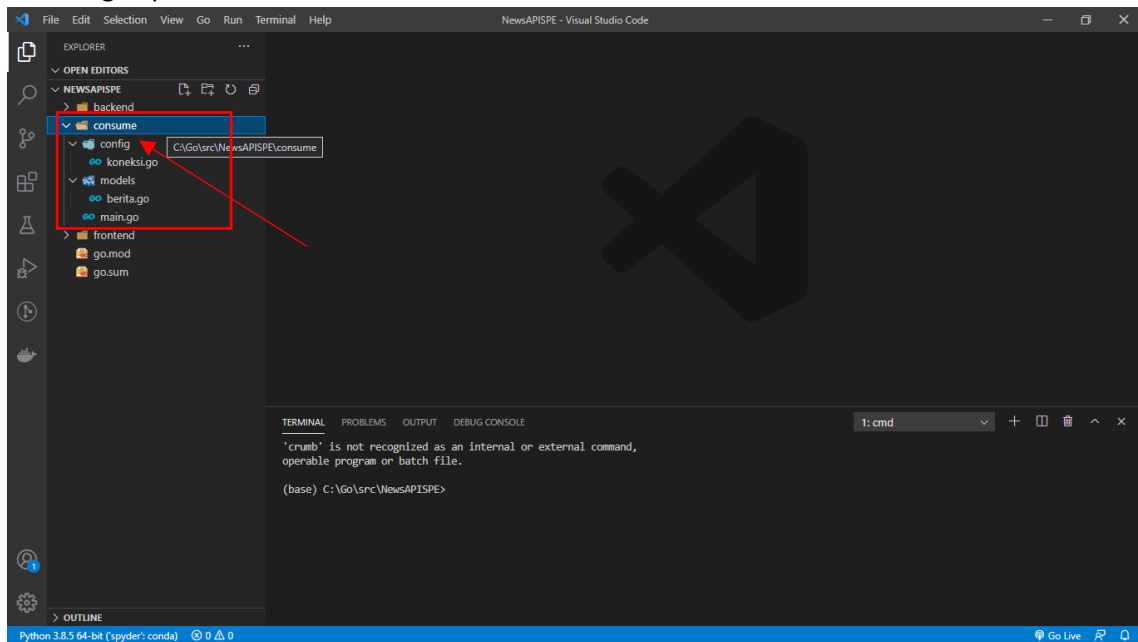 File Edit Selection View Go Run Terminal Help NewsAPISPE - Visual Studio Code
EXPLORER
OPEN EDITORS
NEWSAPISPE
backend
consume
config
C:\Go\src\NewsAPISPE\consume
koneksi.go
models
berita.go
main.go
frontend
go.mod
go.sum
TERMINAL PROBLEMS OUTPUT DEBUG CONSOLE 1: cmd
'crumb' is not recognized as an internal or external command,
operable program or batch file.
(base) C:\Go\src\NewsAPISPE>
1
OUTLINE
Python 3.8.5 64-bit ('spyder': conda) 0 0 Go Live